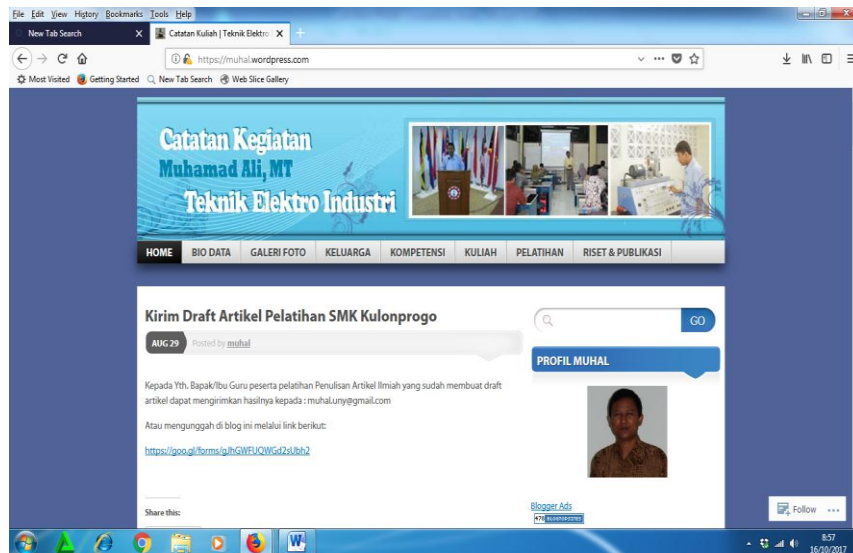 File Edit View History Bookmarks Tools Help
New Tab Search X Catatan Kuliah | Teknik Elektro X +
https://muhal.wordpress.com
Most Visited Getting Started New Tab Search Web Slice Gallery
Catatan Kegiatan
Muhamad Ali, MT
Teknik Elektro Industri
HOME BIO DATA GALERI FOTO KELUARGA KOMPETENSI KULIAH PELATIHAN RISET & PUBLIKASI
Kirim Draft Artikel Pelatihan SMK Kulonprogo
AUG 29 Posted by muhal
Kepada Yth. Bapak/Ibu Guru peserta pelatihan Penulisan Artikel Ilmiah yang sudah membuat draft
artikel dapat mengirimkan hasilnya kepada : muhal.uny@gmail.com
Atau mengunggah di blog ini melalui link berikut:
https://goo.gl/forms/gJhGWFUQWGd2sUbh2
Share this:
GO
PROFIL MUHAL
Blogger Ads
Follow
8:57
16/10/2017